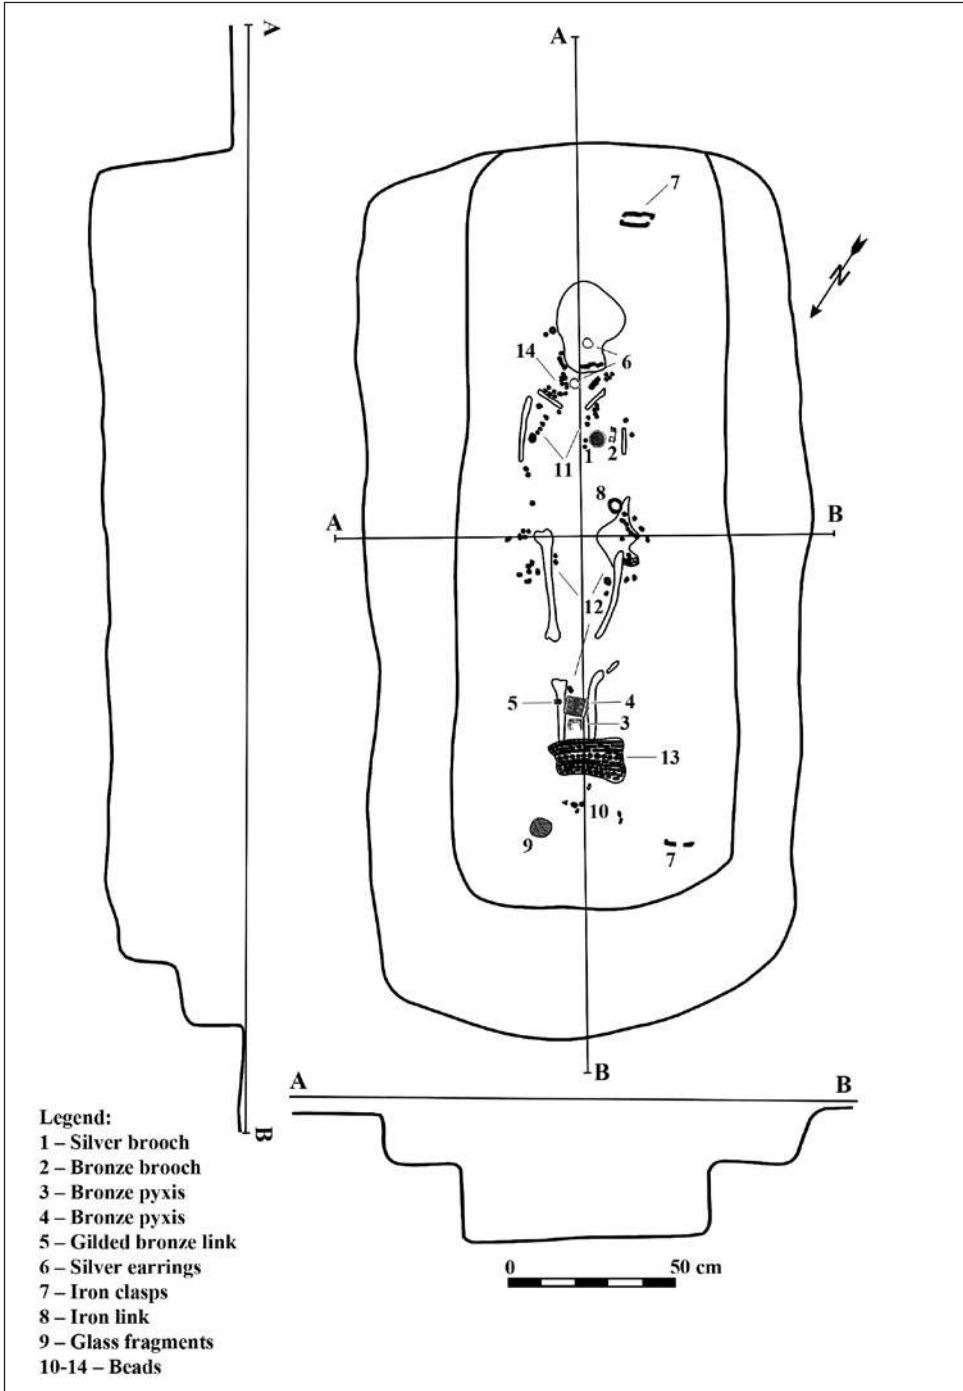 A
A
7
N
14
6
11
1
2
8
A
B
12
5
4
3
13
10
9
7
B
A
B
B
Legend:
1 – Silver brooch
2 – Bronze brooch
3 – Bronze pyxis
4 – Bronze pyxis
5 – Gilded bronze link
6 – Silver earrings
7 – Iron clasps
8 – Iron link
9 – Glass fragments
10-14 – Beads
0
50 cm